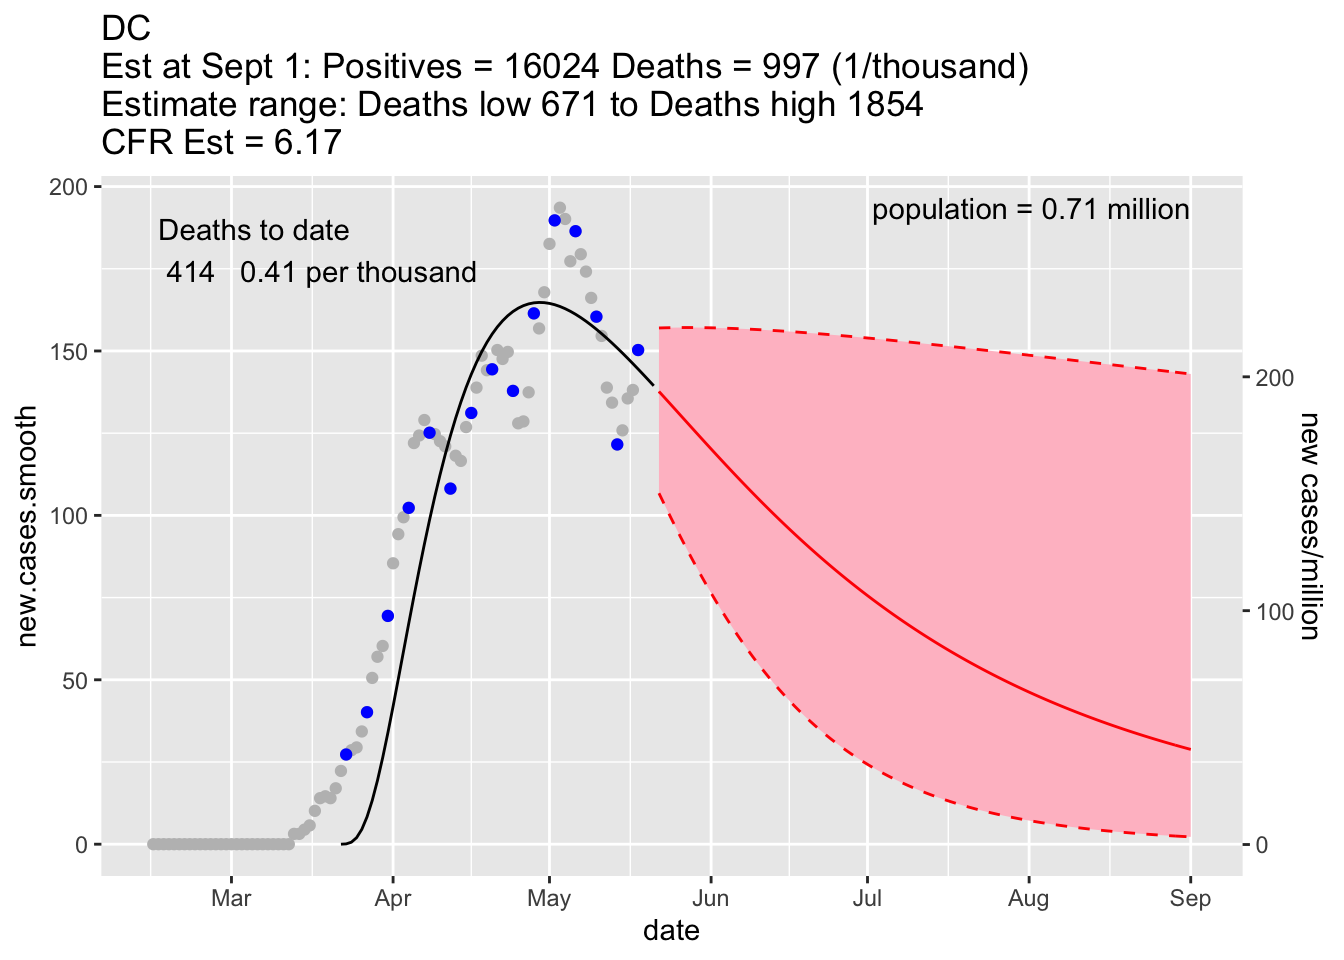 DC
Est at Sept 1: Positives = 16024 Deaths = 997 (1/thousand)
Estimate range: Deaths low 671 to Deaths high 1854
CFR Est = 6.17
200
150
100
50
0
new.cases.smooth
Deaths to date
414 0.41 per thousand
population = 0.71 million
200
100
0
new cases/million
Mar
Apr
May
Jun
Jul
Aug
Sep
date